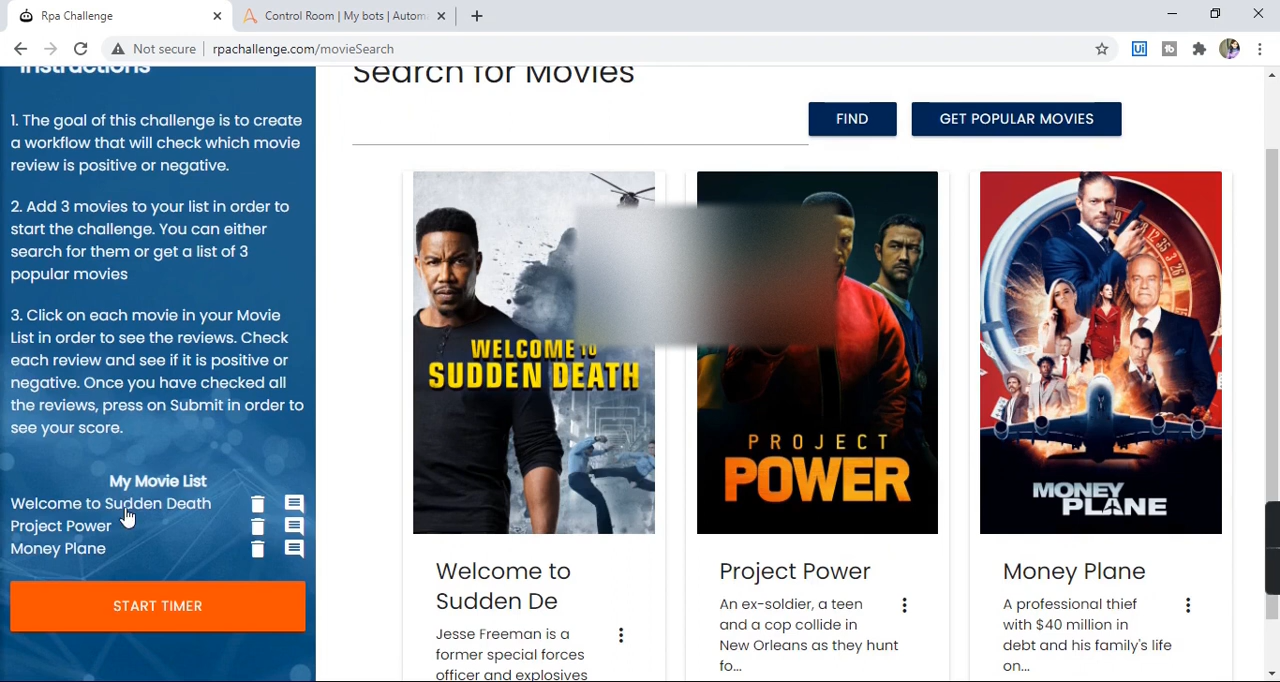 Rpa Challenge
Control Room | My bots | Autom
Not secure
rpachallenge.com/movieSearch
Ui
Instructions
1. The goal of this challenge is to create
a workflow that will check which movie
review is positive or negative.
2. Add 3 movies to your list in order to
start the challenge. You can either
search for them or get a list of 3
popular movies
3. Click on each movie in your Movie
List in order to see the reviews. Check
each review and see if it is positive or
negative. Once you have checked all
the reviews, press on Submit in order to
see your score.
My Movie List
Welcome to Sudden Death
Project Power
Money Plane
START TIMER
Search for Movies
FIND
GET POPULAR MOVIES
WELCOME TO
SUDDEN DEATH
Welcome to
Sudden De
Jesse Freeman is a
former special forces
officer and explosives
PROJECT
POWER
Project Power
An ex-soldier, a teen
and a cop collide in
New Orleans as they hunt
fo...
MONEY
PLANE
Money Plane
A professional thief
with $40 million in
debt and his family's life
on...